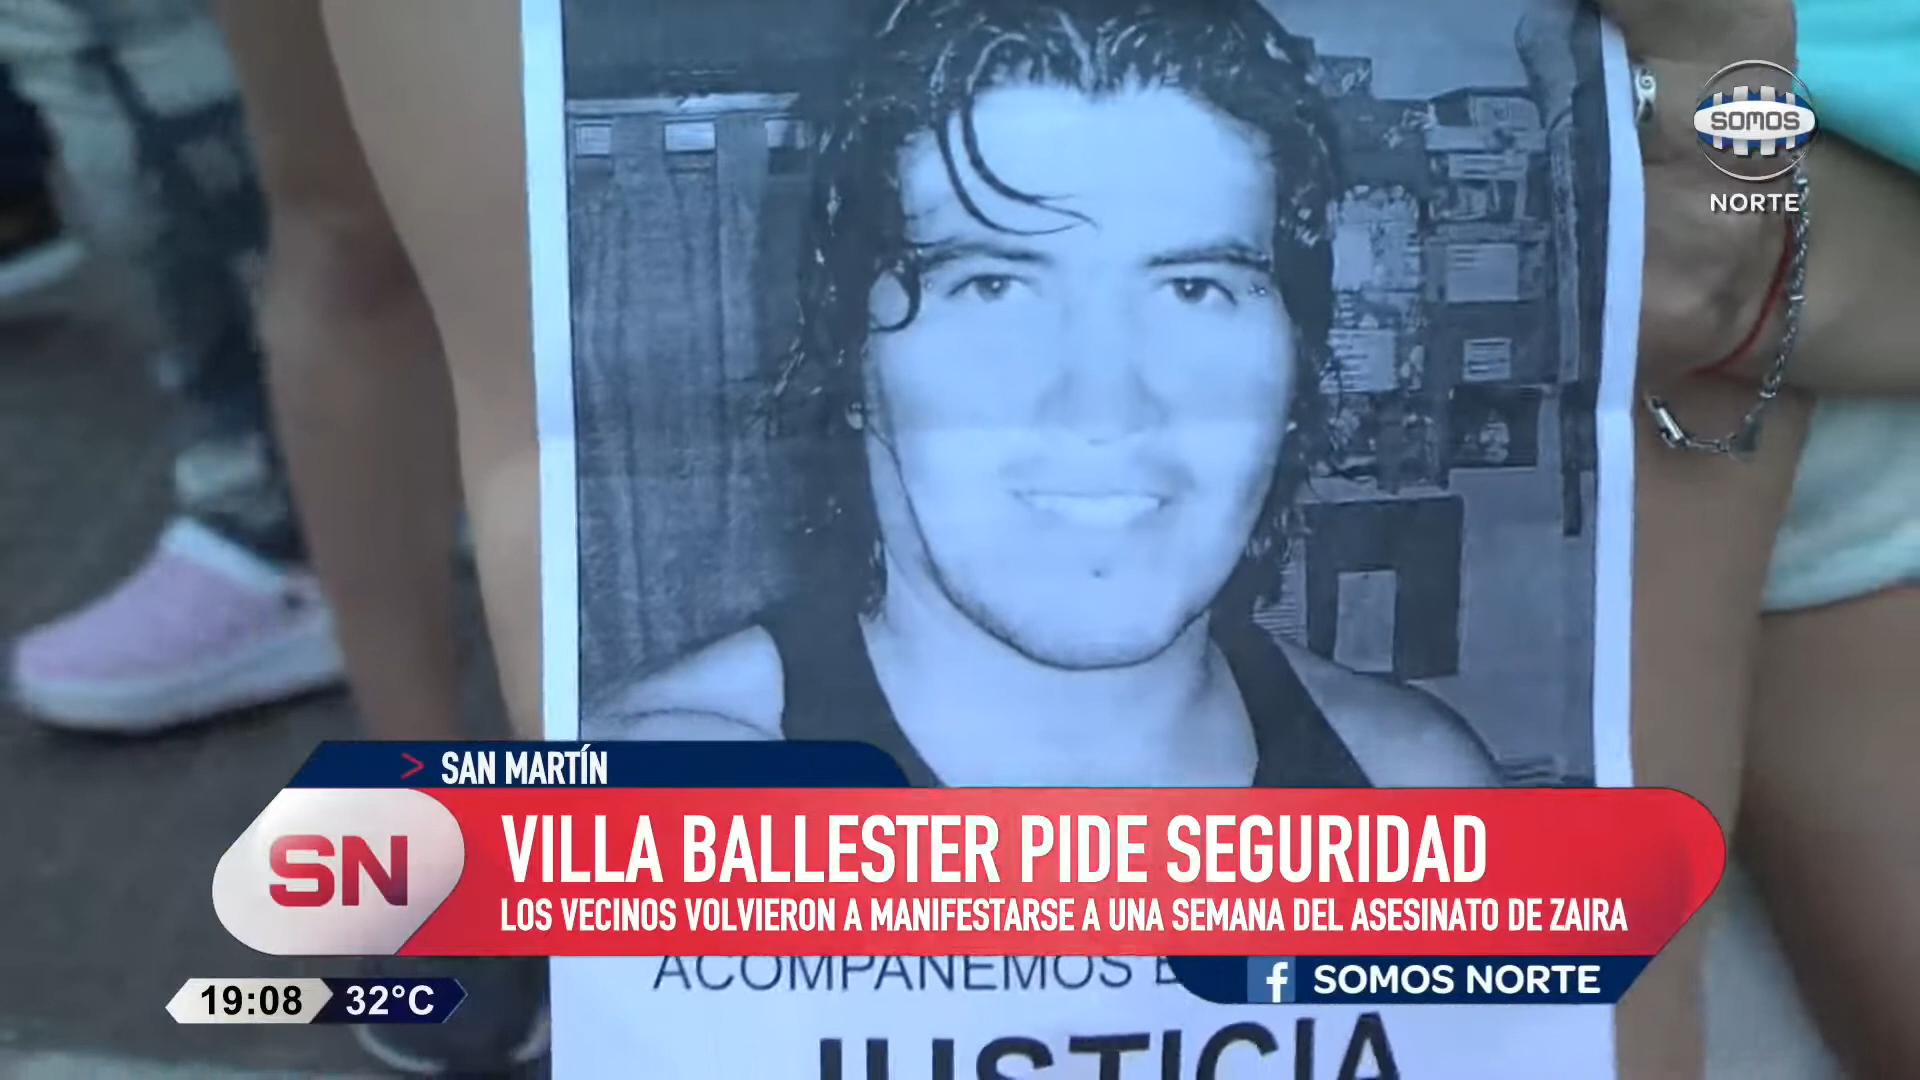 SOMOS
NORTE
> SAN MARTÍN
SN
VILLA BALLESTER PIDE SEGURIDAD
LOS VECINOS VOLVIERON A MANIFESTARSE A UNA SEMANA DEL ASESINATO DE ZAIRA
ACOMPAÑEMOS
f SOMOS NORTE
19:08 32°C
JUSTICIA